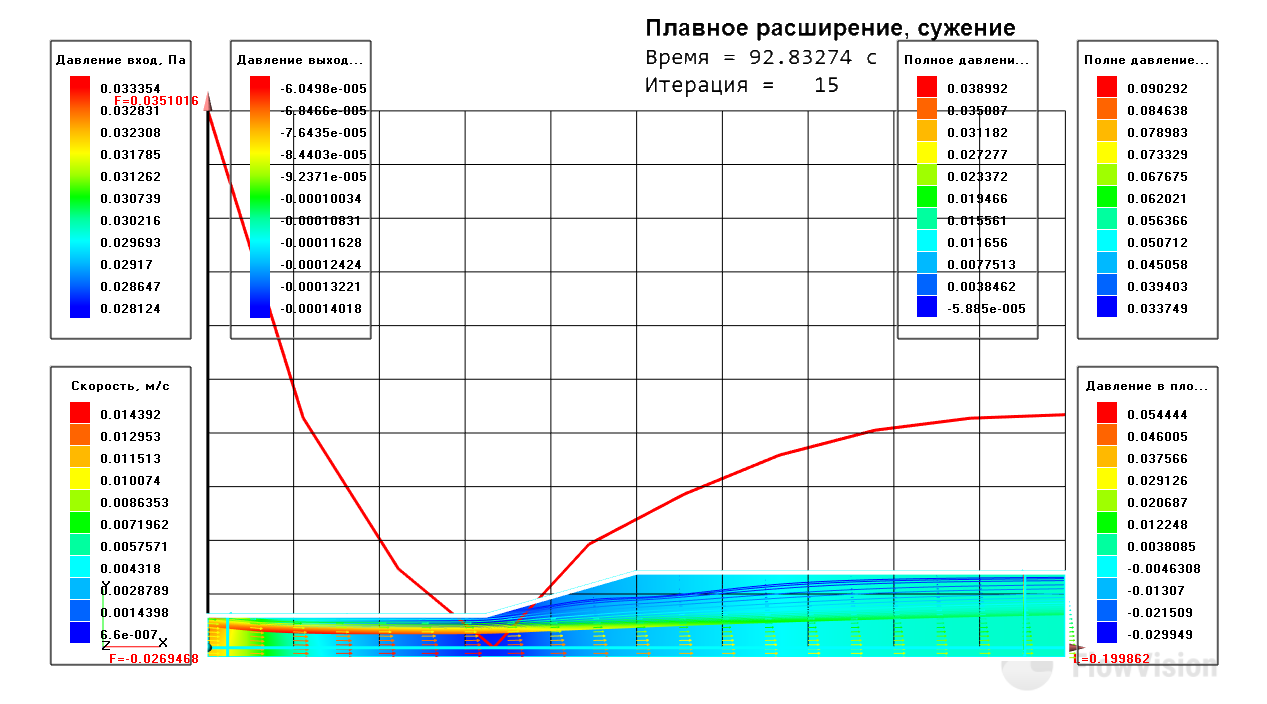 Плавное расширение, сужение
Время = 92.83274 с
Итерация = 15
Давление вход, Па
0.033354
0.032831
0.032308
0.031785
0.031262
0.030739
0.030216
0.029693
0.02917
0.028647
0.028124
F=0.0351016
Давление выход...
-6.0498e-005
-6.8466e-005
-7.6435e-005
-8.4403e-005
-9.2371e-005
-0.00010034
-0.00010831
-0.00011628
-0.00012424
-0.00013221
-0.00014018
Полное давлени...
0.038992
0.035087
0.031182
0.027277
0.023372
0.019466
0.015561
0.011656
0.0077513
0.0038462
-5.885e-005
Полне давление...
0.090292
0.084638
0.078983
0.073329
0.067675
0.062021
0.056366
0.050712
0.045058
0.039403
0.033749
Скорость, м/с
0.014392
0.012953
0.011513
0.010074
0.0086353
0.0071962
0.0057571
0.004318
0.0028789
0.0014398
6.6e-007
Y
Z
X
F=-0.0269468
Давление в пло...
0.054444
0.046005
0.037566
0.029126
0.020687
0.012248
0.0038085
-0.0046308
-0.01307
-0.021509
-0.029949
L=0.199862
FlowVision